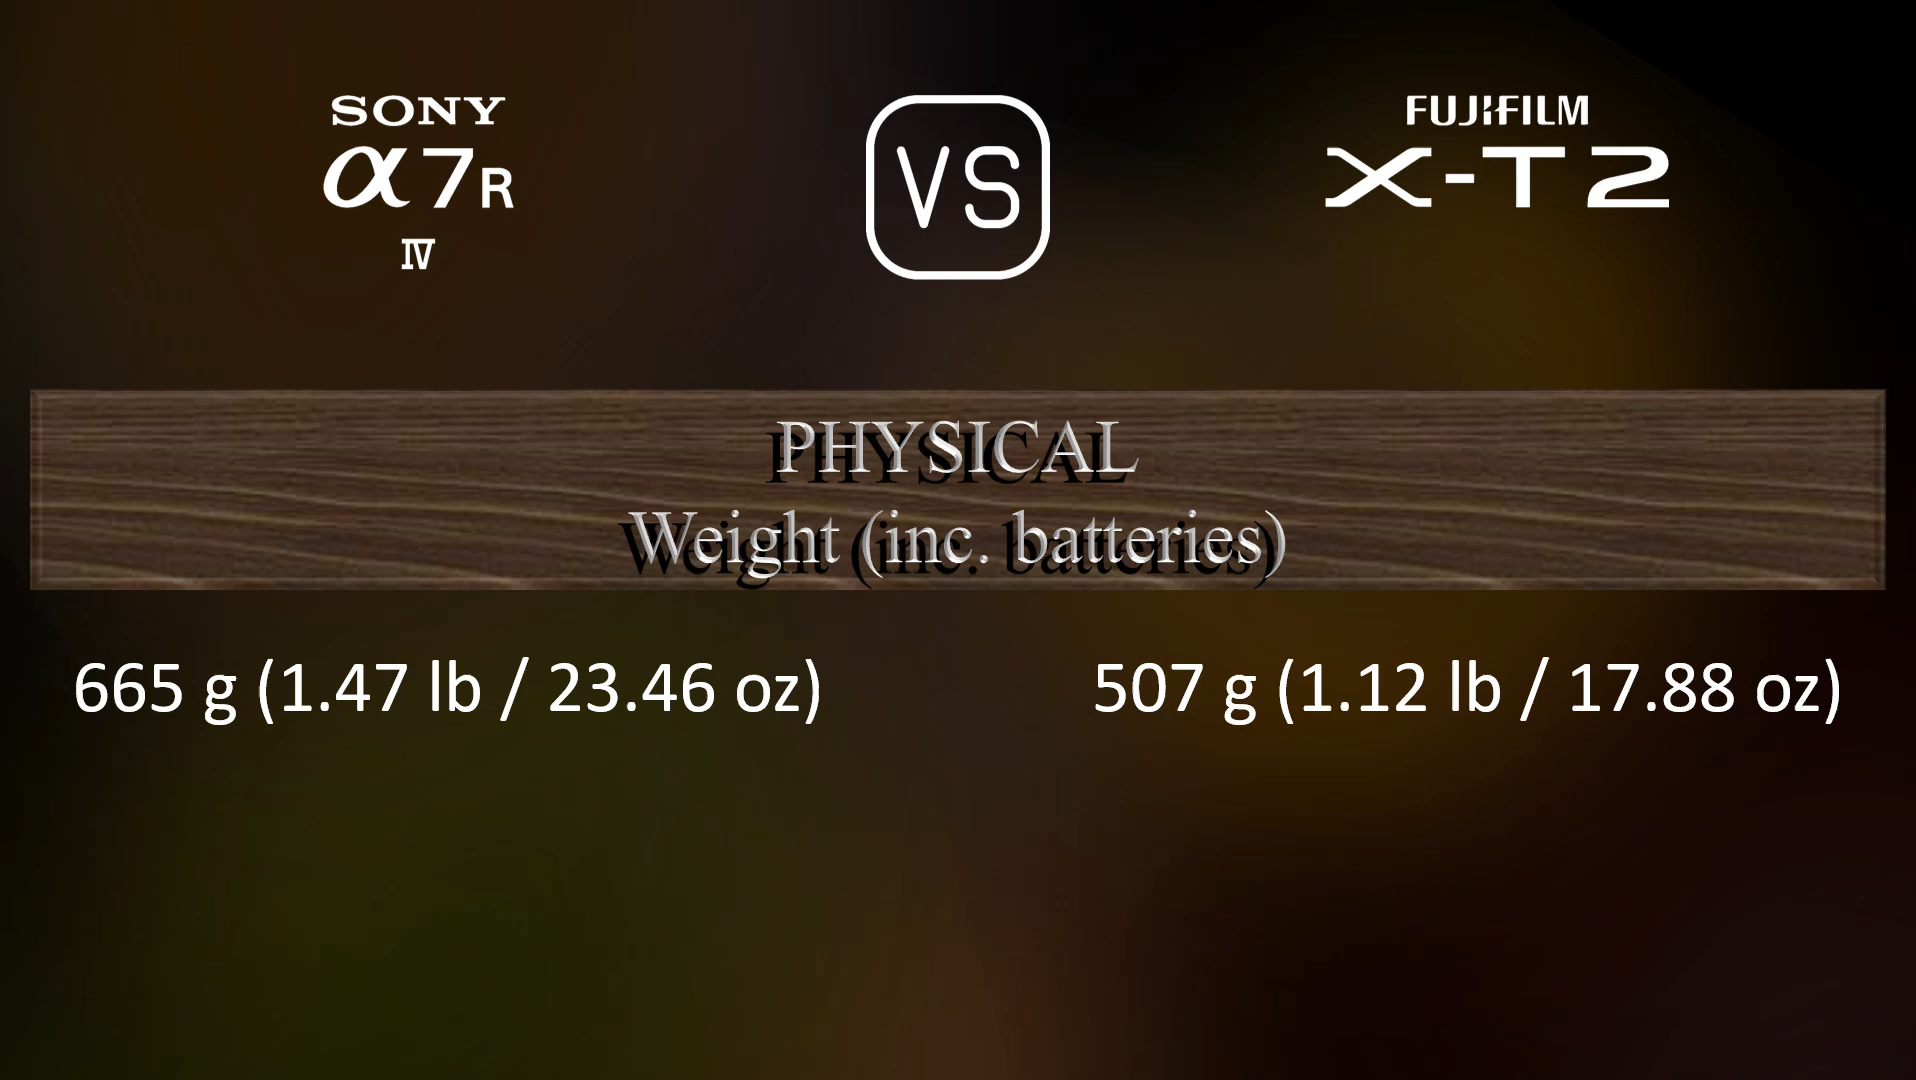 SONY
α7R
IV
VS
FUJIFILM
X-T2
PHYSICAL
Weight (inc. batteries)
665 g (1.47 lb / 23.46 oz)
507 g (1.12 lb / 17.88 oz)